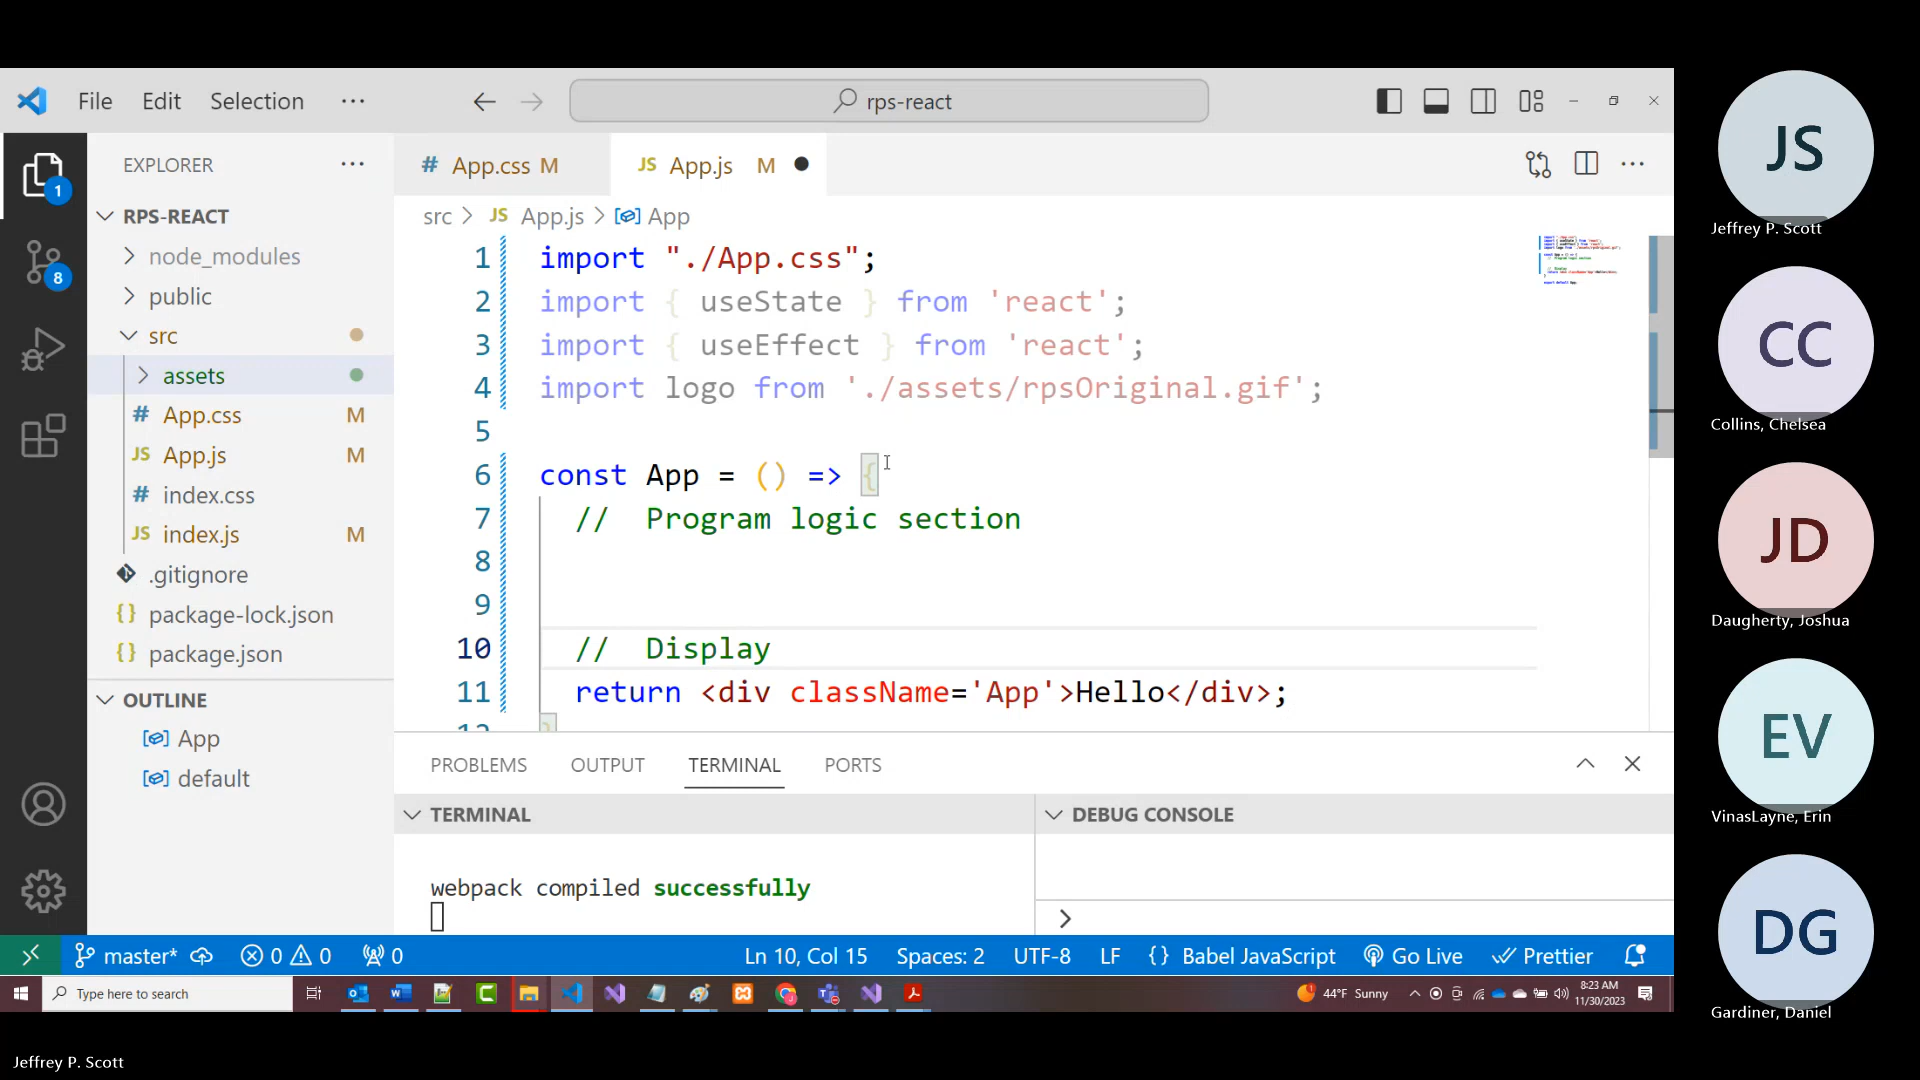 File Edit Selection ··· rps-react
EXPLORER ···
RPS-REACT
node_modules
public
src
assets
# App.css M
JS App.js M
# index.css
JS index.js M
.gitignore
{} package-lock.json
{} package.json
OUTLINE
App
default
1
8
# App.css M
JS App.js M ●
src > JS App.js > App
1 import "./App.css";
2 import { useState } from 'react';
3 import { useEffect } from 'react';
4 import logo from './assets/rpsOriginal.gif';
5
6 const App = () => {
7 // Program logic section
8
9
10 // Display
11 return <div className='App'>Hello</div>;
12 }
PROBLEMS OUTPUT TERMINAL PORTS
TERMINAL
webpack compiled successfully
DEBUG CONSOLE
>
master* 0 0 0 Ln 10, Col 15 Spaces: 2 UTF-8 LF {} Babel JavaScript Go Live Prettier
Type here to search
44°F Sunny
8:23 AM
11/30/2023
JS
Jeffrey P. Scott
CC
Collins, Chelsea
JD
Daugherty, Joshua
EV
VinasLayne, Erin
DG
Gardiner, Daniel
Jeffrey P. Scott